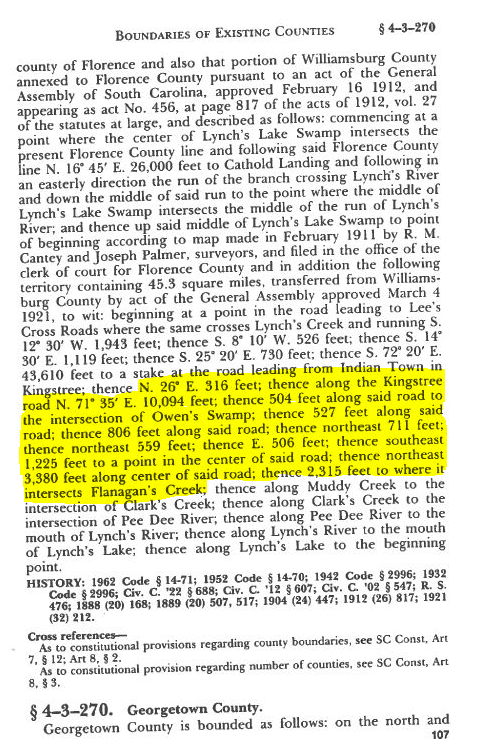 BOUNDARIES OF EXISTING COUNTIES § 4–3–270
county of Florence and also that portion of Williamsburg County
annexed to Florence County pursuant to an act of the General
Assembly of South Carolina, approved February 16 1912, and
appearing as act No. 456, at page 817 of the acts of 1912, vol. 27
of the statutes at large, and described as follows: commencing at a
point where the center of Lynch's Lake Swamp intersects the
present Florence County line and following said Florence County
line N. 16° 45' E. 26,000 feet to Cathold Landing and following in
an easterly direction the run of the branch crossing Lynch's River
and down the middle of said run to the point where the middle of
Lynch's Lake Swamp intersects the middle of the run of Lynch's
River; and thence up said middle of Lynch's Lake Swamp to point
of beginning according to map made in February 1911 by R. M.
Cantey and Joseph Palmer, surveyors, and filed in the office of the
clerk of court for Florence County and in addition the following
territory containing 45.3 square miles, transferred from Williams-
burg County by act of the General Assembly approved March 4
1921, to wit: beginning at a point in the road leading to Lee's
Cross Roads where the same crosses Lynch's Creek and running S.
12° 30' W. 1,943 feet; thence S. 8° 10' W. 526 feet; thence S. 14°
30' E. 1,119 feet; thence S. 25° 20' E. 730 feet; thence S. 72° 20' E.
43,610 feet to a stake at the road leading from Indian Town in
Kingstree; thence N. 26° E. 316 feet; thence along the Kingstree
road N. 71° 35' E. 10,094 feet; thence 504 feet along said road to
the intersection of Owen's Swamp; thence 527 feet along said
road; thence 806 feet along said road; thence northeast 711 feet;
thence northeast 559 feet; thence E. 506 feet; thence southeast
1,225 feet to a point in the center of said road; thence northeast
3,380 feet along center of said road; thence 2,315 feet to where it
intersects Flanagan's Creek; thence along Muddy Creek to the
intersection of Clark's Creek; thence along Clark's Creek to the
intersection of Pee Dee River; thence along Pee Dee River to the
mouth of Lynch's River; thence along Lynch's River to the mouth
of Lynch's Lake; thence along Lynch's Lake to the beginning
point.
HISTORY: 1962 Code § 14-71; 1952 Code § 14-70; 1942 Code § 2996; 1932
Code § 2996; Civ. C. '22 § 688; Civ. C. '12 § 607; Civ. C. '02 § 547; R. S.
476; 1888 (20) 168; 1889 (20) 507, 517; 1904 (24) 447; 1912 (26) 817; 1921
(32) 212.
Cross references—
As to constitutional provisions regarding county boundaries, see SC Const, Art
7, § 12; Art 8, § 2.
As to constitutional provision regarding number of counties, see SC Const, Art
8, § 3.
§ 4–3–270. Georgetown County.
Georgetown County is bounded as follows: on the north and
107